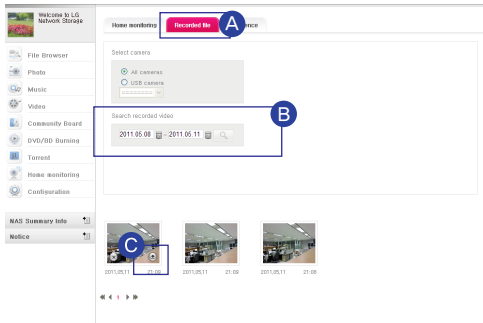 Welcome to LG
Network Storage
File Browser
Photo
Music
Video
Community Board
DVD/BD Burning
Torrent
Home monitoring
Configuration
NAS Summary Info
Notice
Home monitoring
Recorded file
A
ence
Select camera
All cameras
USB camera
========
Search recorded video
B
2011.05.08 - 2011.05.11
C
2011.05.11 21:09
2011.05.11 21:09
2011.05.11 21:08
1